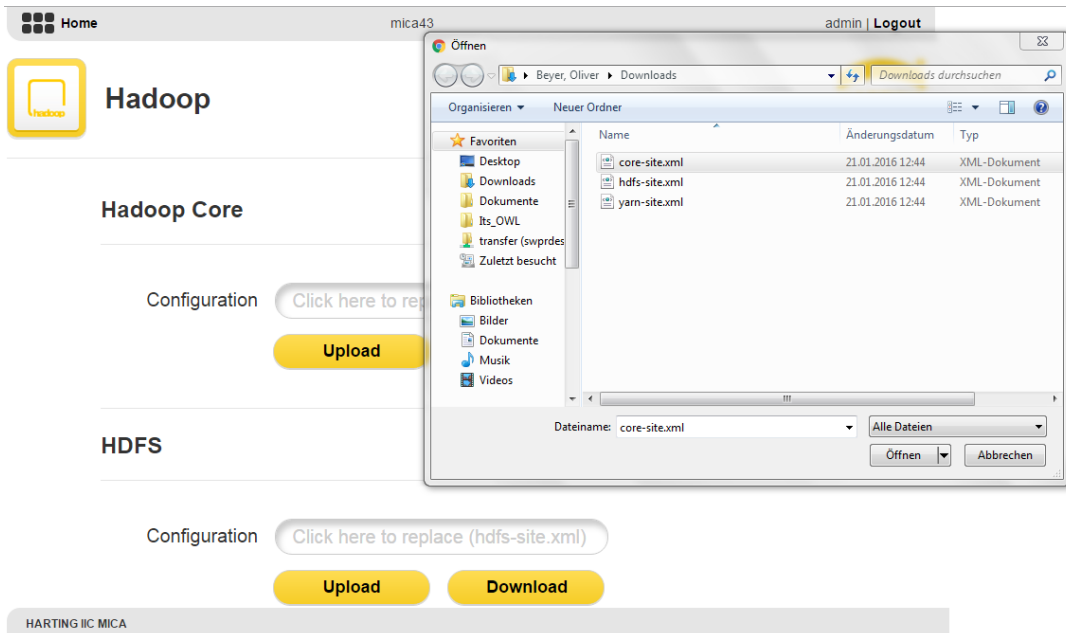 Home
mica43
admin | Logout
hadoop
Hadoop
Hadoop Core
Configuration
Click here to rep
Upload
HDFS
Configuration
Click here to replace (hdfs-site.xml)
Upload
Download
HARTING IIC MICA
Öffnen
Beyer, Oliver
Downloads
Downloads durchsuchen
Organisieren
Neuer Ordner
Favoriten
Desktop
Downloads
Dokumente
Its_OWL
transfer (swprdes
Zuletzt besucht
Bibliotheken
Bilder
Dokumente
Musik
Videos
Name
Änderungsdatum
Typ
core-site.xml
21.01.2016 12:44
XML-Dokument
hdfs-site.xml
21.01.2016 12:44
XML-Dokument
yarn-site.xml
21.01.2016 12:44
XML-Dokument
Dateiname:
core-site.xml
Alle Dateien
Öffnen
Abbrechen